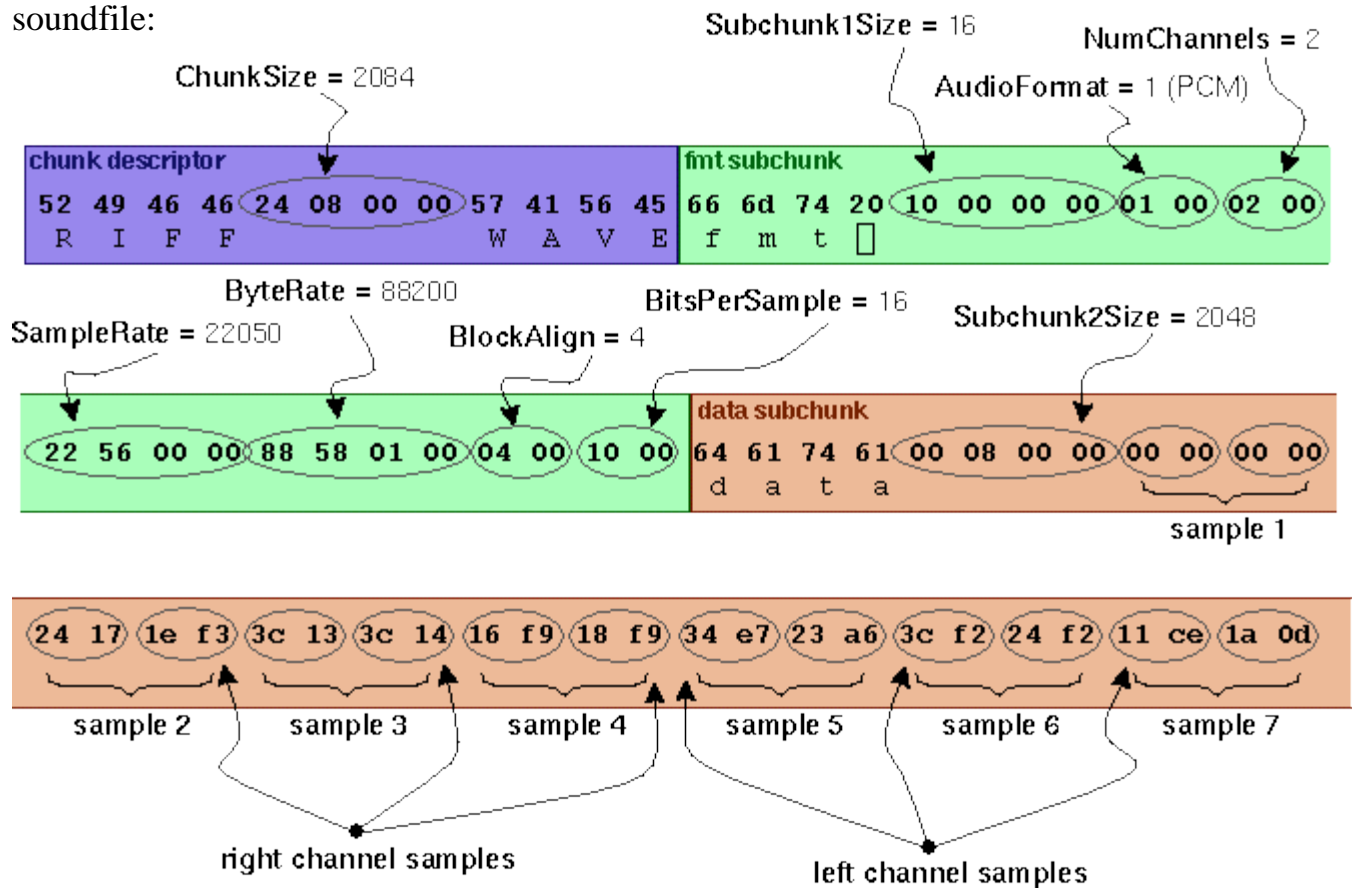 soundfile:
Subchunk1Size = 16
NumChannels = 2
ChunkSize = 2084
AudioFormat = 1 (PCM)
chunk descriptor
fmt subchunk
52 49 46 46 24 08 00 00 57 41 56 45 66 6d 74 20 10 00 00 00 01 00 02 00
R I F F W A V E f m t
ByteRate = 88200
BitsPerSample = 16
Subchunk2Size = 2048
SampleRate = 22050
BlockAlign = 4
data subchunk
22 56 00 00 88 58 01 00 04 00 10 00 64 61 74 61 00 08 00 00 00 00 00 00
d a t a
sample 1
24 17 1e f3 3c 13 3c 14 16 f9 18 f9 34 e7 23 a6 3c f2 24 f2 11 ce 1a 0d
sample 2 sample 3 sample 4 sample 5 sample 6 sample 7
right channel samples
left channel samples